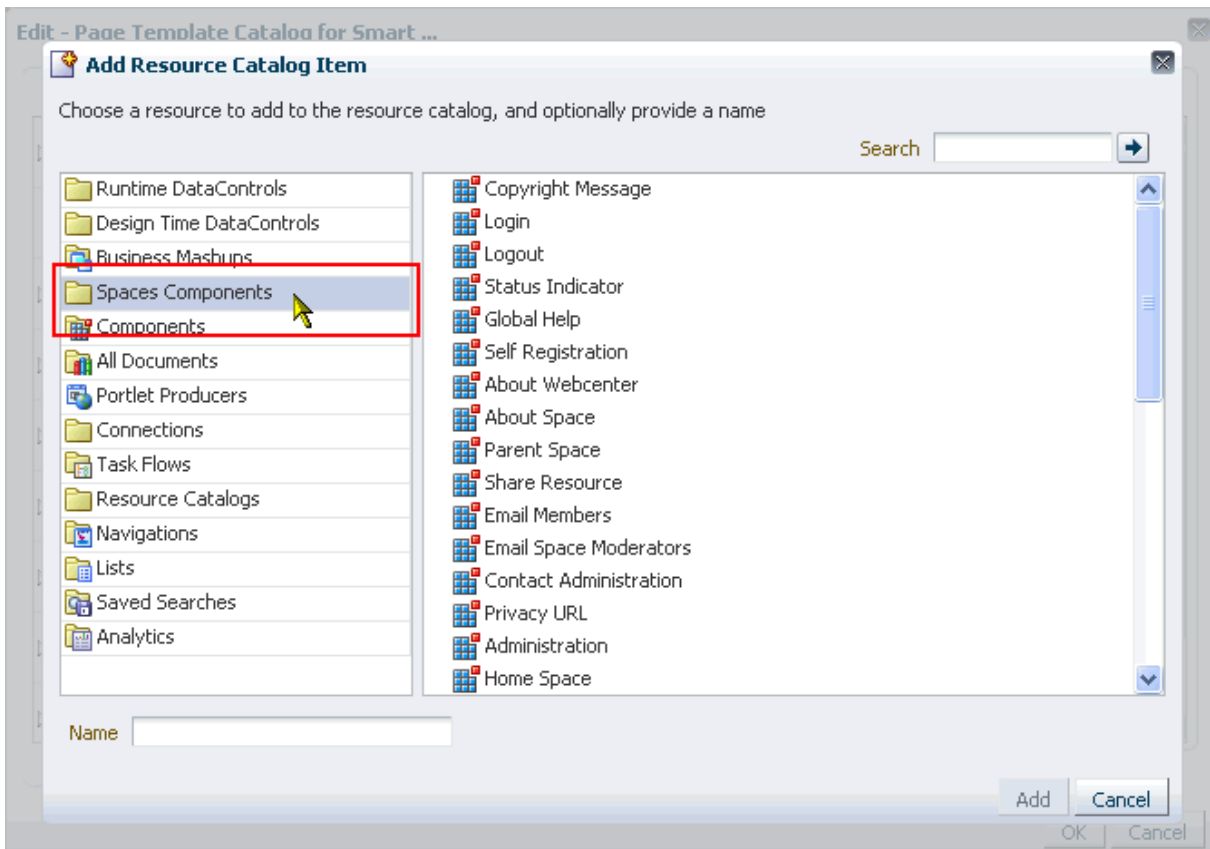 Edit - Page Template Catalog for Smart ...
Add Resource Catalog Item
Choose a resource to add to the resource catalog, and optionally provide a name
Search
Runtime DataControls
Design Time DataControls
Business Mashups
Spaces Components
Components
All Documents
Portlet Producers
Connections
Task Flows
Resource Catalogs
Navigations
Lists
Saved Searches
Analytics
Copyright Message
Login
Logout
Status Indicator
Global Help
Self Registration
About Webcenter
About Space
Parent Space
Share Resource
Email Members
Email Space Moderators
Contact Administration
Privacy URL
Administration
Home Space
Name
Add Cancel
OK Cancel